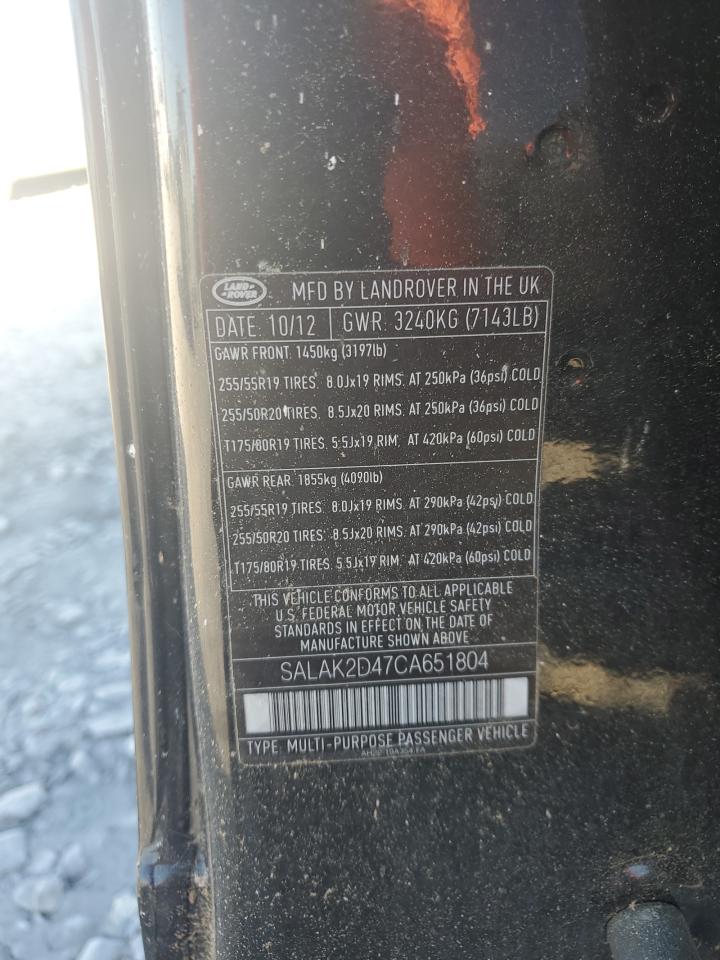 LAND ROVER
MFD BY LANDROVER IN THE UK
DATE: 10/12 GWR: 3240KG (7143LB)
GAWR FRONT. 1450kg (3197lb)
255/55R19 TIRES. 8.0Jx19 RIMS. AT 250kPa (36psi) COLD
255/50R20 TIRES. 8.5Jx20 RIMS. AT 250kPa (36psi) COLD
T175/80R19 TIRES. 5.5Jx19 RIM. AT 420kPa (60psi) COLD
GAWR REAR. 1855kg (4090lb)
255/55R19 TIRES. 8.0Jx19 RIMS. AT 290kPa (42psi) COLD
255/50R20 TIRES. 8.5Jx20 RIMS. AT 290kPa (42psi) COLD
T175/80R19 TIRES. 5.5Jx19 RIM. AT 420kPa (60psi) COLD
THIS VEHICLE CONFORMS TO ALL APPLICABLE
U.S. FEDERAL MOTOR VEHICLE SAFETY
STANDARDS IN EFFECT ON THE DATE OF
MANUFACTURE SHOWN ABOVE
SALAK2D47CA651804
TYPE: MULTI-PURPOSE PASSENGER VEHICLE